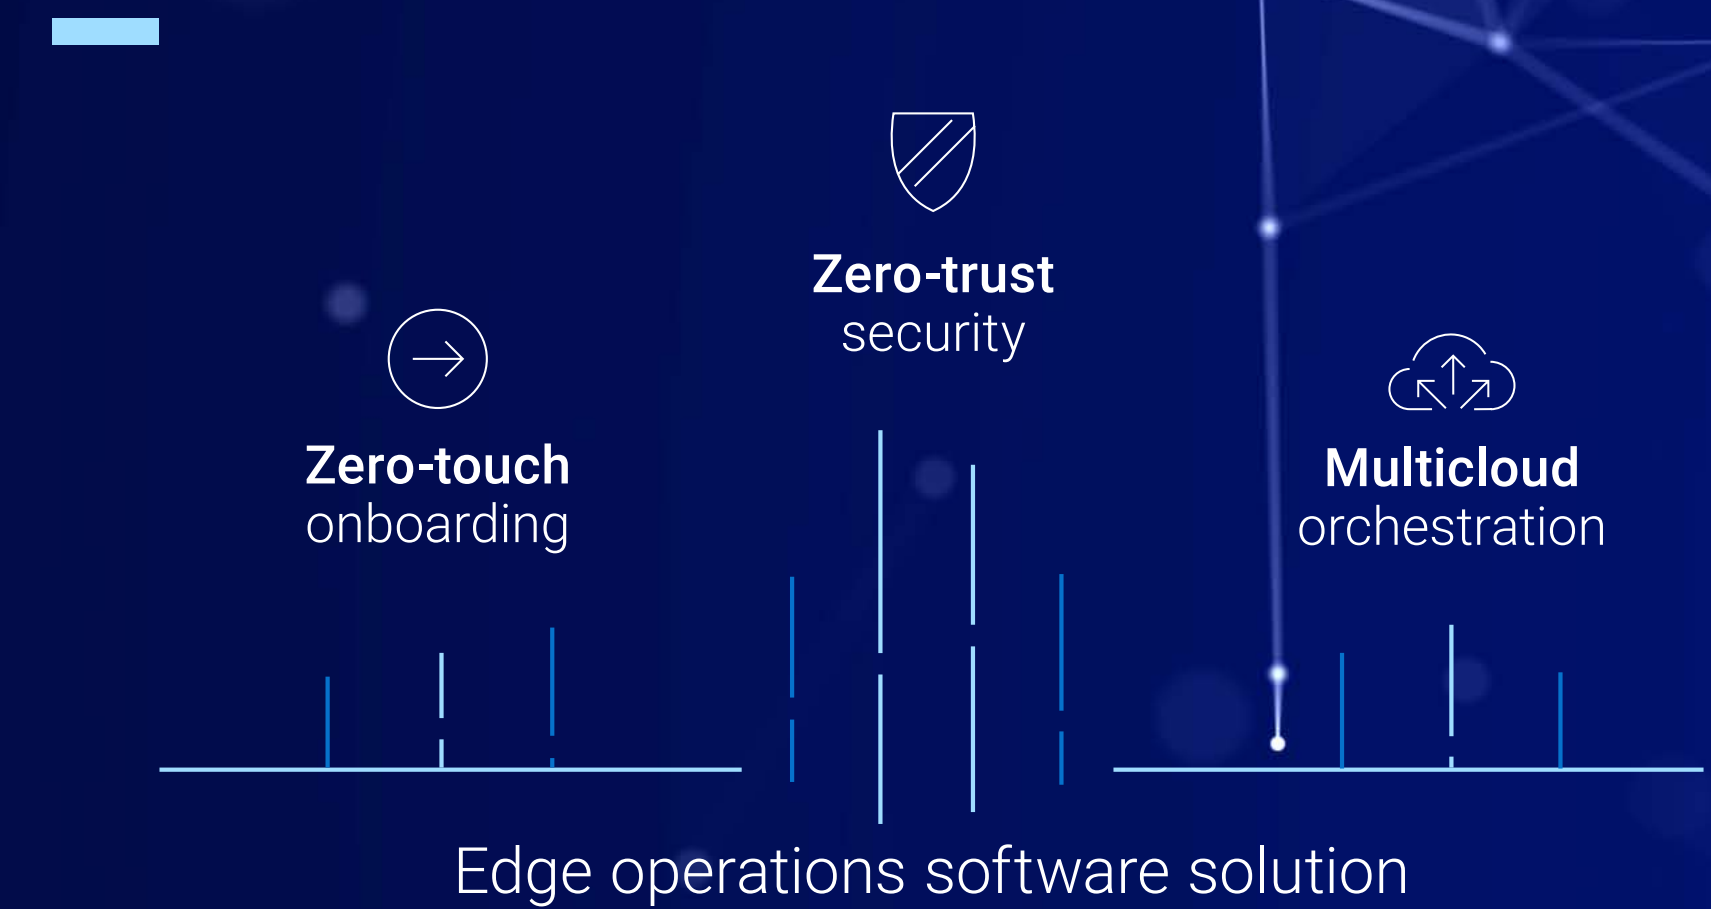 Zero-trust
security
Zero-touch
onboarding
Multicloud
orchestration
Edge operations software solution